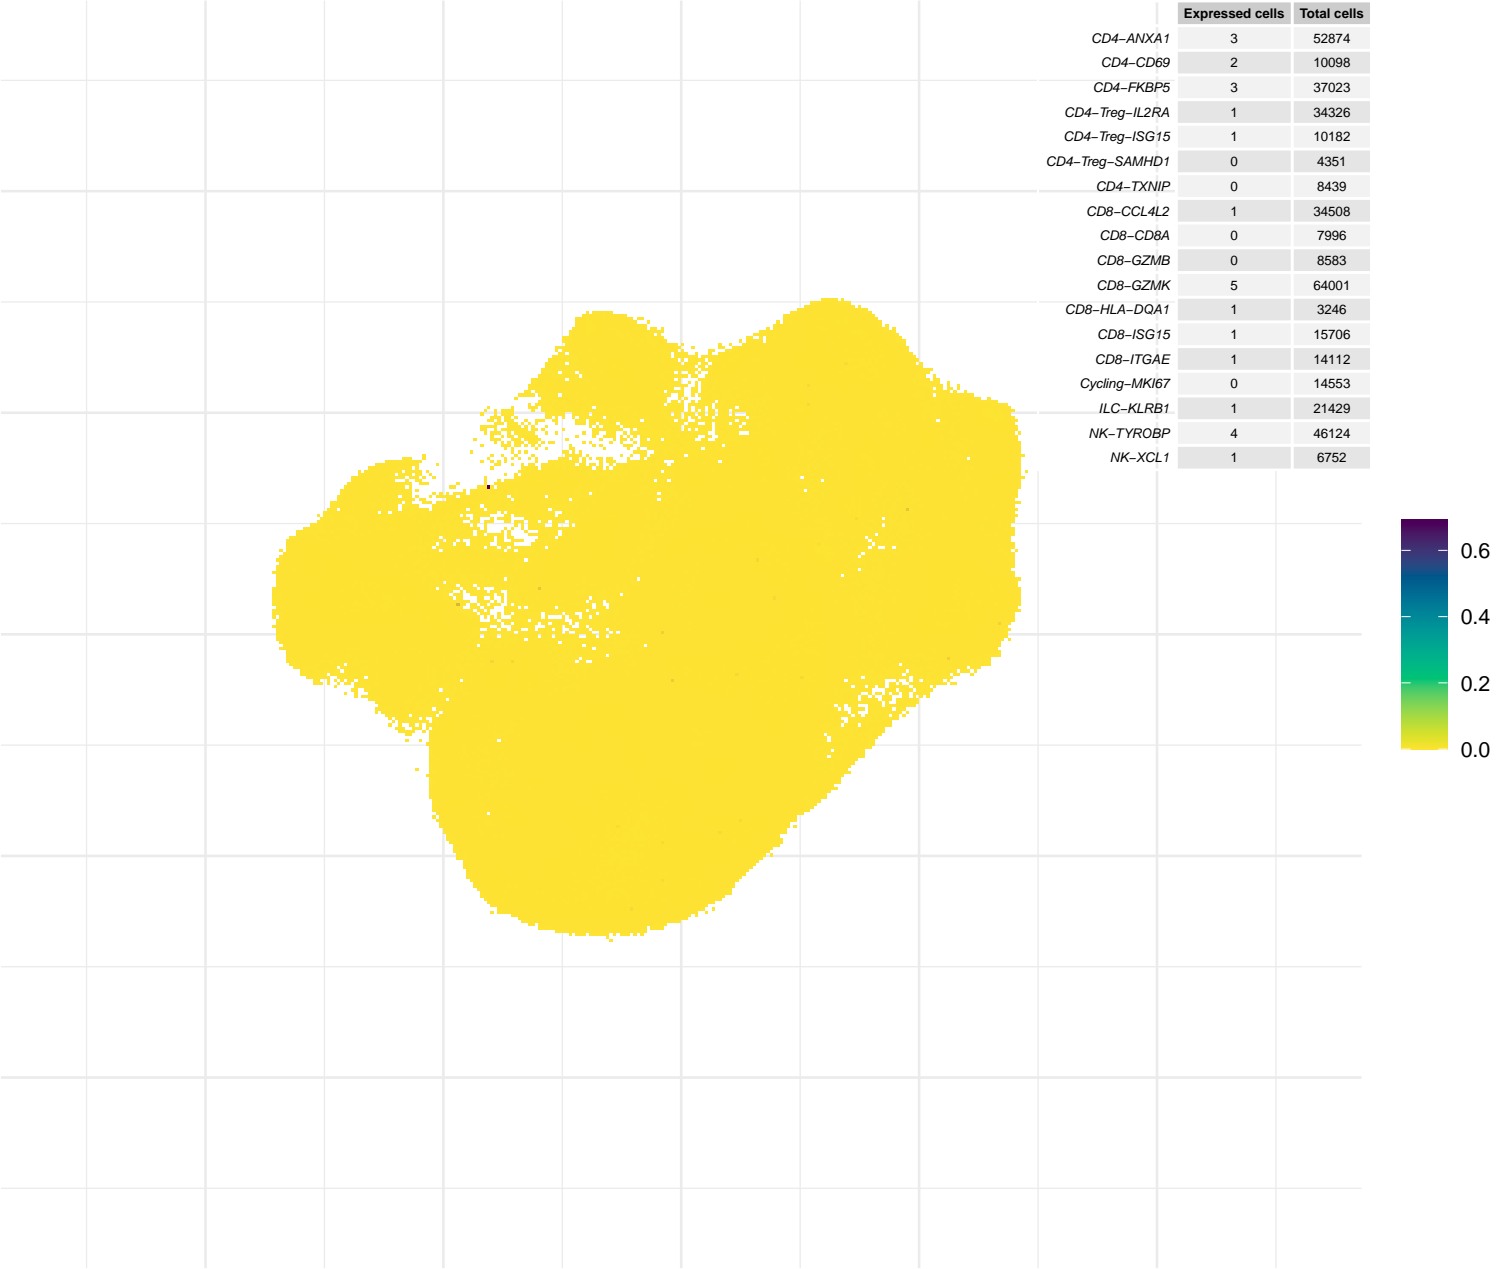 Expressed cells Total cells
CD4−ANXA1 3 52874
CD4−CD69 2 10098
CD4−FKBP5 3 37023
CD4−Treg−IL2RA 1 34326
CD4−Treg−ISG15 1 10182
CD4−Treg−SAMHD1 0 4351
CD4−TXNIP 0 8439
CD8−CCL4L2 1 34508
CD8−CD8A 0 7996
CD8−GZMB 0 8583
CD8−GZMK 5 64001
CD8−HLA−DQA1 1 3246
CD8−ISG15 1 15706
CD8−ITGAE 1 14112
Cycling−MKI67 0 14553
ILC−KLRB1 1 21429
NK−TYROBP 4 46124
NK−XCL1 1 6752
0.6
0.4
0.2
0.0